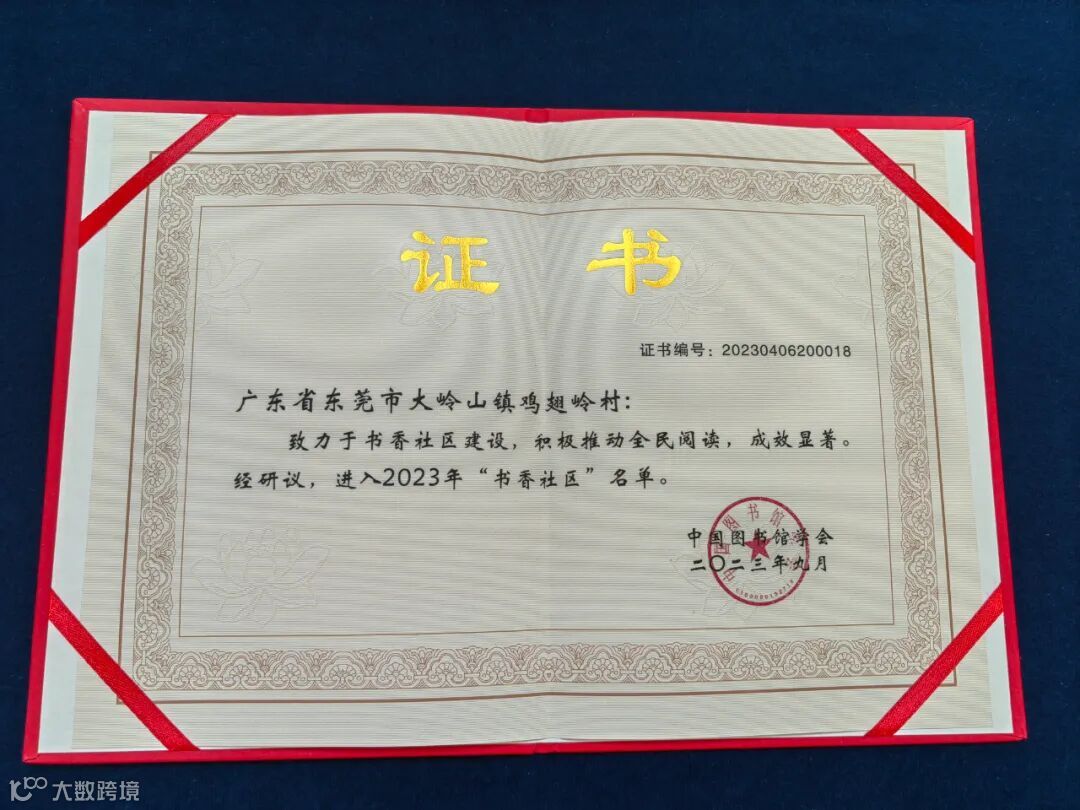 证书
证书编号：20230406200018
广东省东莞市大岭山镇鸡翅岭村：
致力于书香社区建设，积极推动全民阅读，成效显著。
经研议，进入2023年“书香社区”名单。
中国图书馆学会
二〇二三年九月
大数跨境